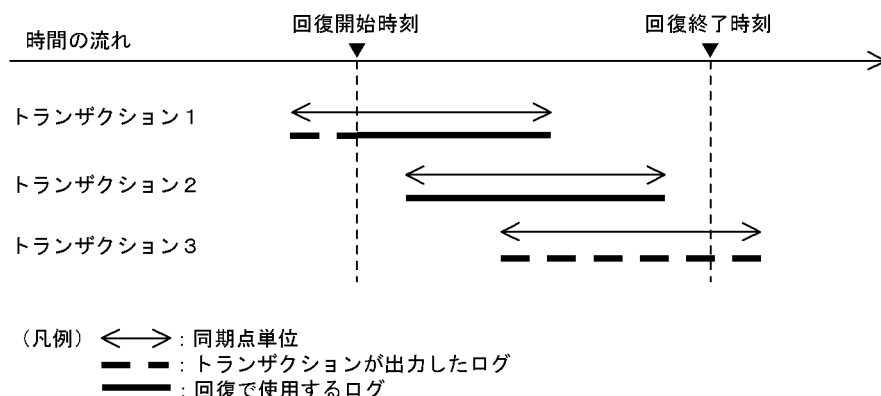 回復開始時刻
回復終了時刻
時間の流れ
トランザクション1
トランザクション2
トランザクション3
(凡例)
:同期点単位
:トランザクションが出力したログ
:回復で使用するログ